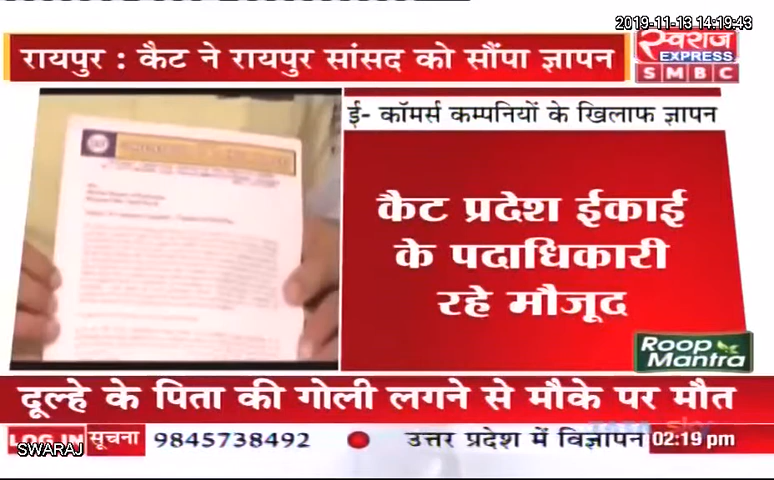 2019-11-13 14:19:43
रायपुर : कैट ने रायपुर सांसद को सौंपा ज्ञापन
स्वराज
EXPRESS
SMBC
ई- कॉमर्स कम्पनियों के खिलाफ ज्ञापन
कैट प्रदेश ईकाई
के पदाधिकारी
रहे मौजूद
Roop
Mantra
दूल्हे के पिता की गोली लगने से मौके पर मौत
LOG IN सूचना 9845738492 उत्तर प्रदेश में विज्ञापन 02:19 pm
SWARAJ